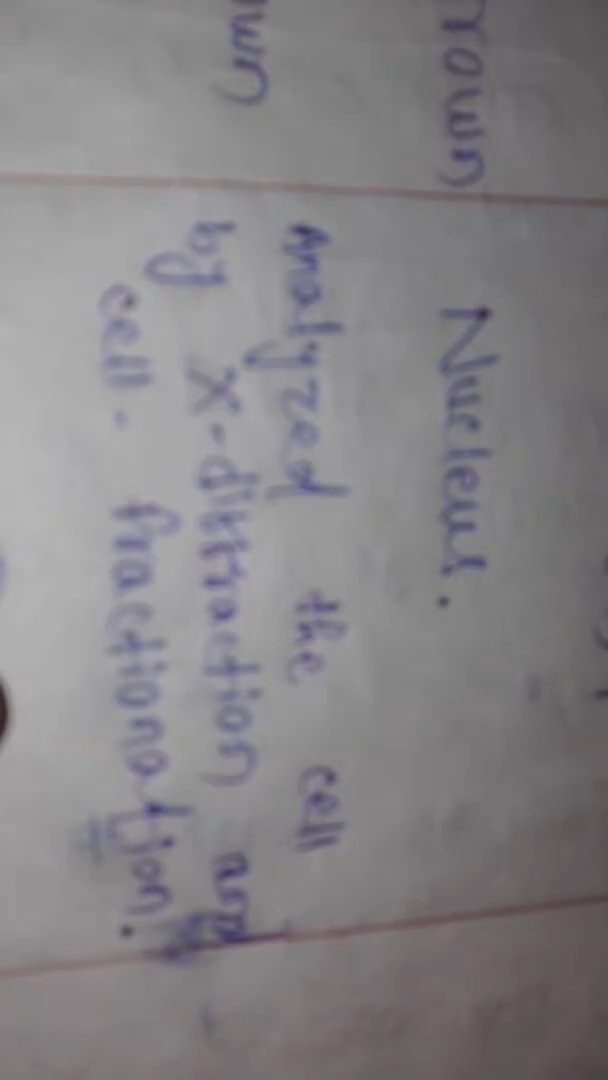 rown Nucleus.
wn Analyzed the cell
by x-diffraction and
cell. fractionation.